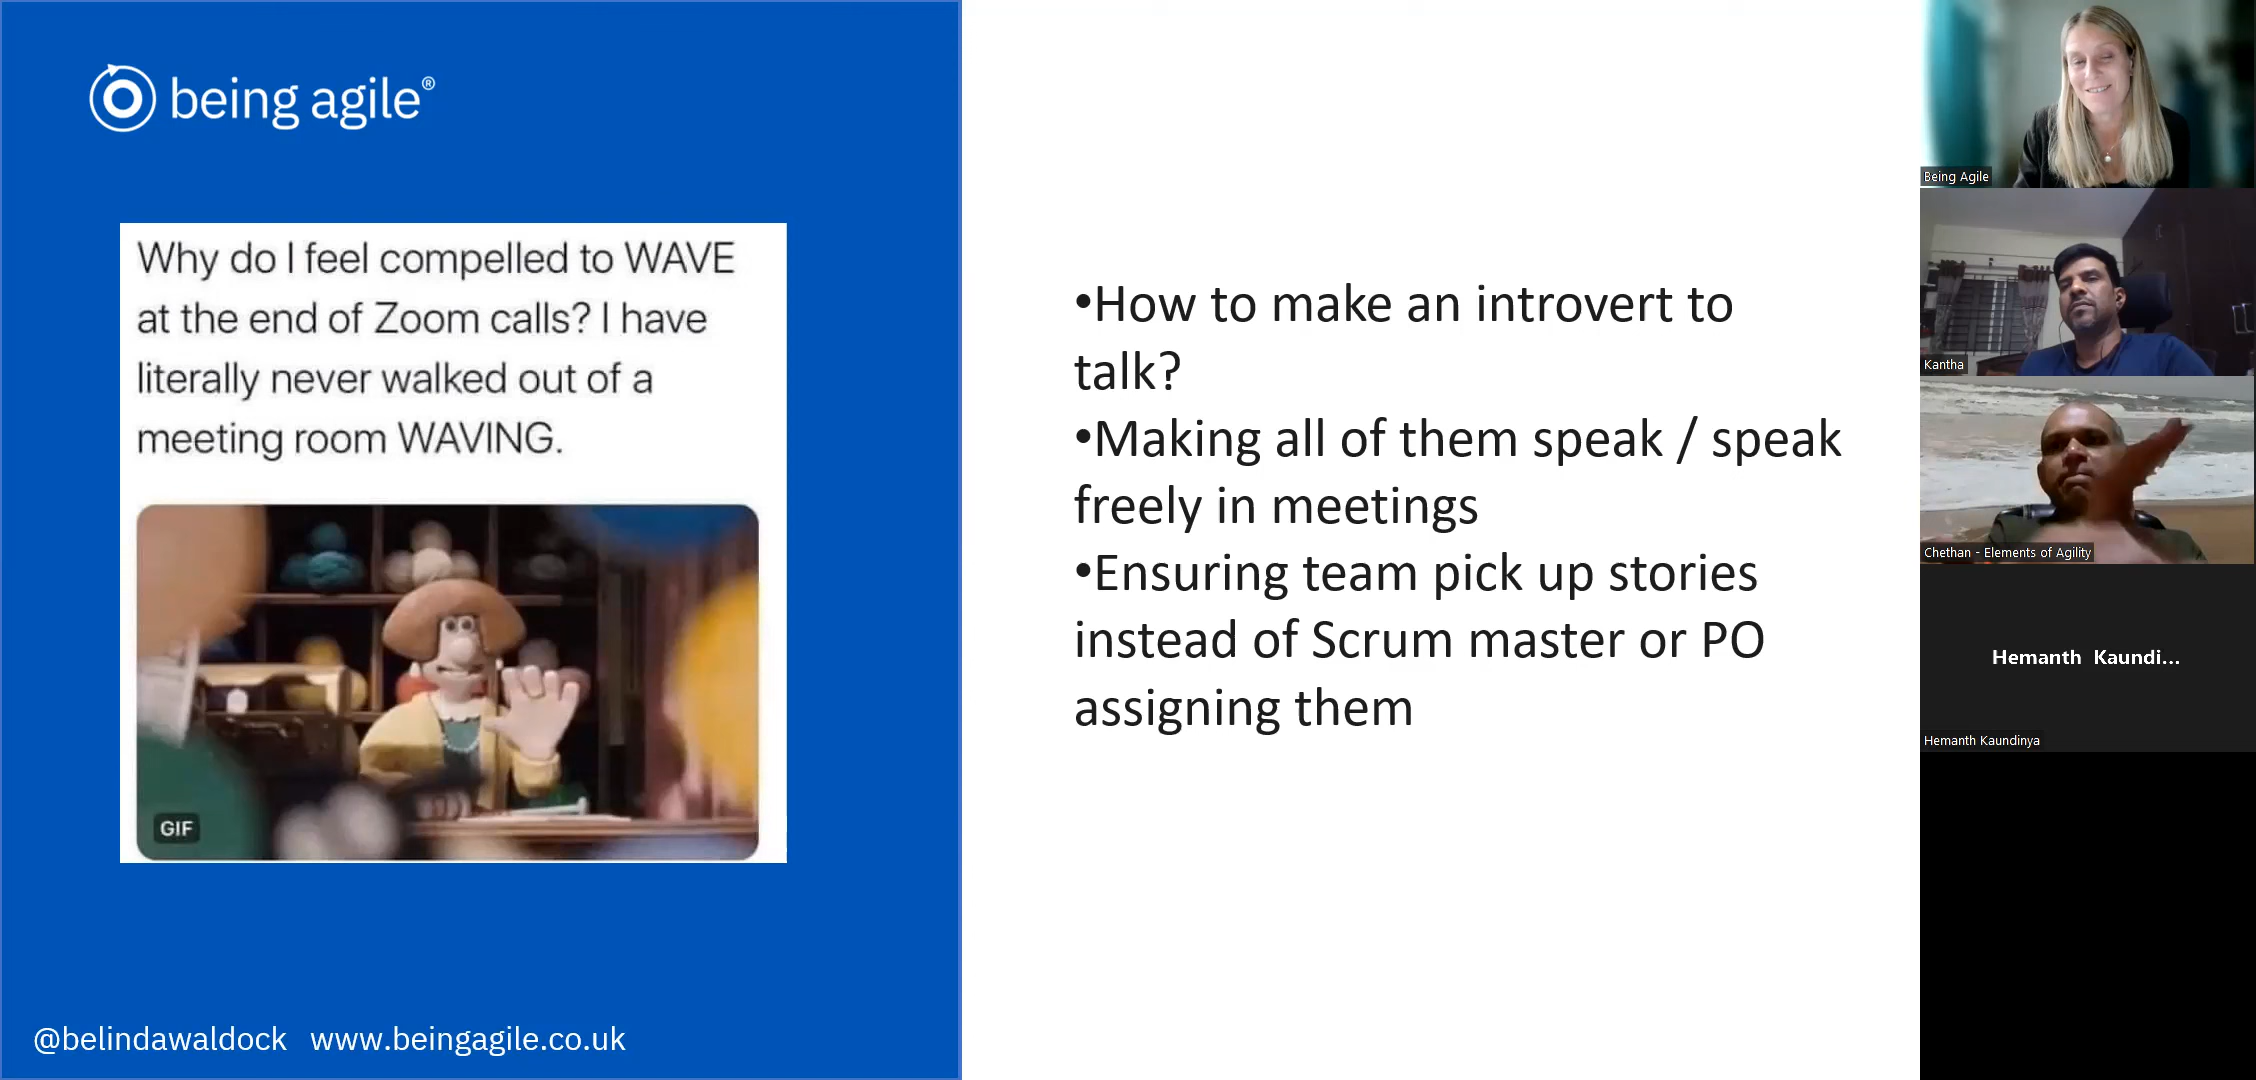 being agile®
Why do I feel compelled to WAVE
at the end of Zoom calls? I have
literally never walked out of a
meeting room WAVING.
GIF
@belindawaldock www.beingagile.co.uk
•How to make an introvert to
talk?
•Making all of them speak / speak
freely in meetings
•Ensuring team pick up stories
instead of Scrum master or PO
assigning them
Being Agile
Kantha
Chethan - Elements of Agility
Hemanth Kaundi...
Hemanth Kaundinya